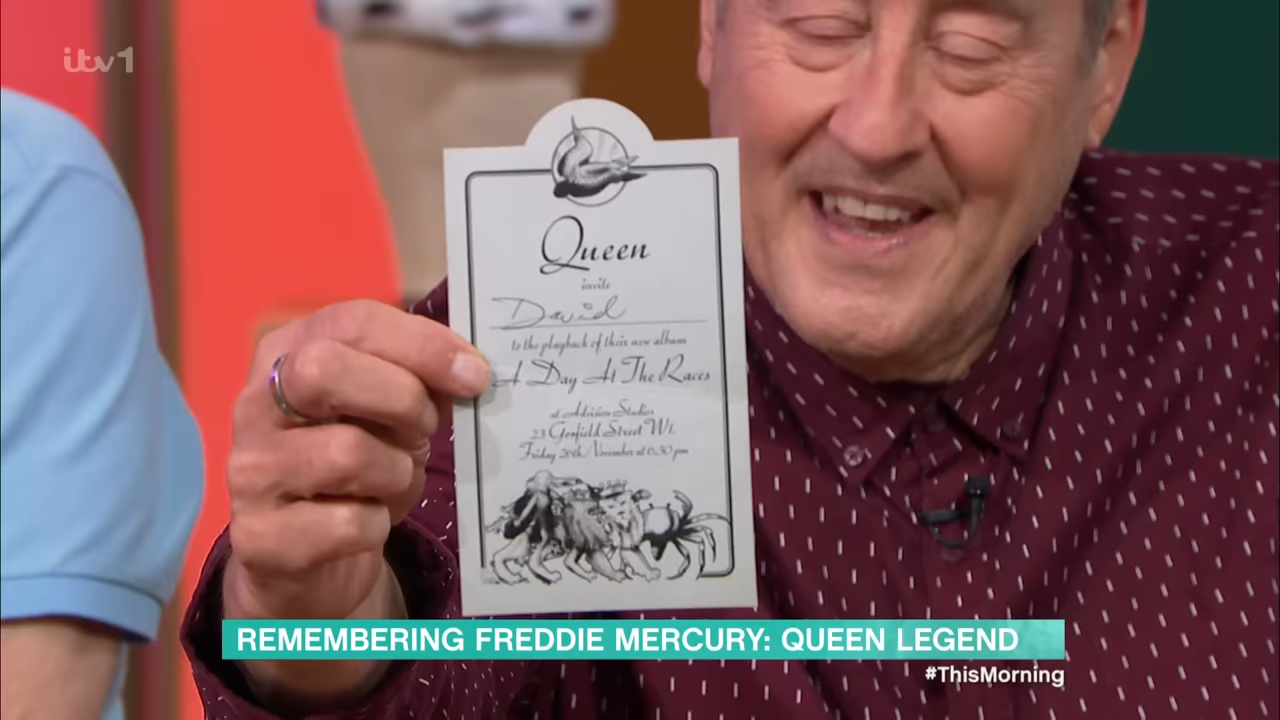 itv1
Queen
invite
David
to the playback of their new album
A Day At The Races
at Advision Studios
23 Gosfield Street W1.
Friday 26th November at 6:30 pm
REMEMBERING FREDDIE MERCURY: QUEEN LEGEND
#ThisMorning